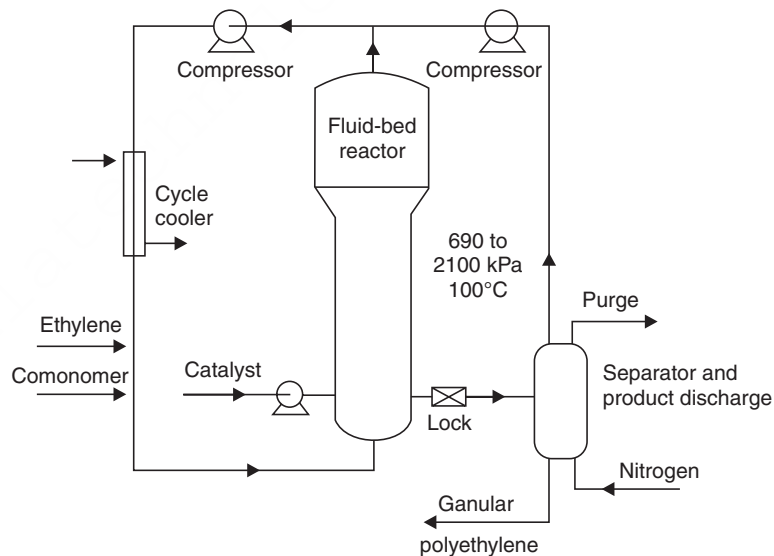 Compressor
Compressor
Fluid-bed
reactor
Cycle
cooler
690 to
2100 kPa
100°C
Purge
Ethylene
Comonomer
Catalyst
Lock
Separator and
product discharge
Nitrogen
Ganular
polyethylene